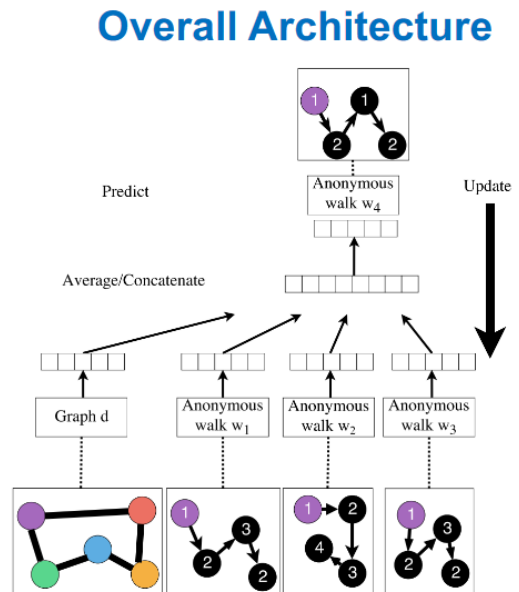 Overall Architecture
1
1
2
2
Predict
Anonymous
walk w4
Update
Average/Concatenate
Graph d
Anonymous
walk w1
Anonymous
walk w2
Anonymous
walk w3
1
3
2
2
1
2
4
3
1
3
2
2